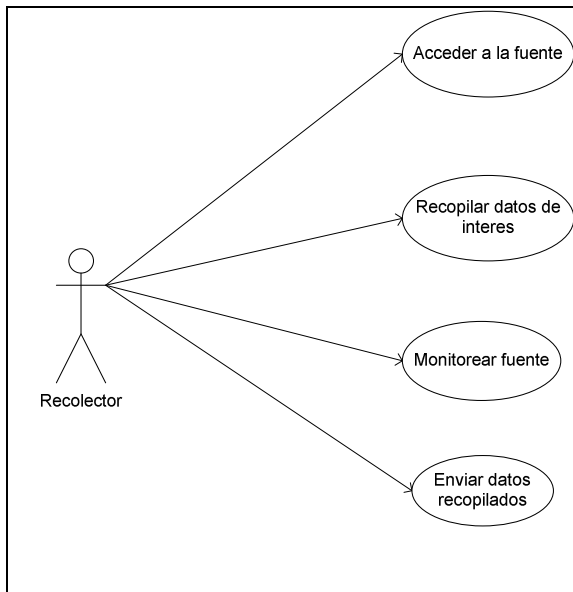 Acceder a la fuente
Recopilar datos de
interes
Monitorear fuente
Recolector
Enviar datos
recopilados